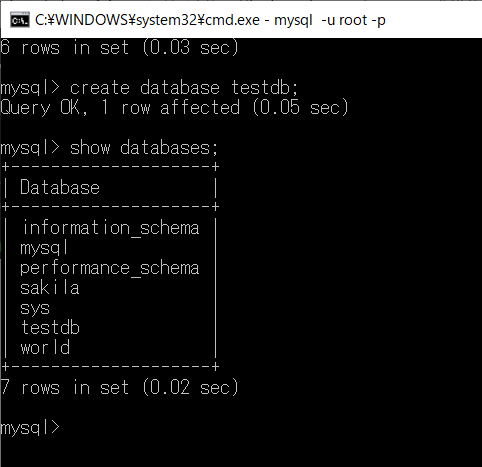 C:¥WINDOWS¥system32¥cmd.exe - mysql  -u root -p
6 rows in set (0.03 sec)
mysql> create database testdb;
Query OK, 1 row affected (0.05 sec)
mysql> show databases;
+--------------------+
| Database           |
+--------------------+
| information_schema |
| mysql              |
| performance_schema |
| sakila             |
| sys                |
| testdb             |
| world              |
+--------------------+
7 rows in set (0.02 sec)
mysql>